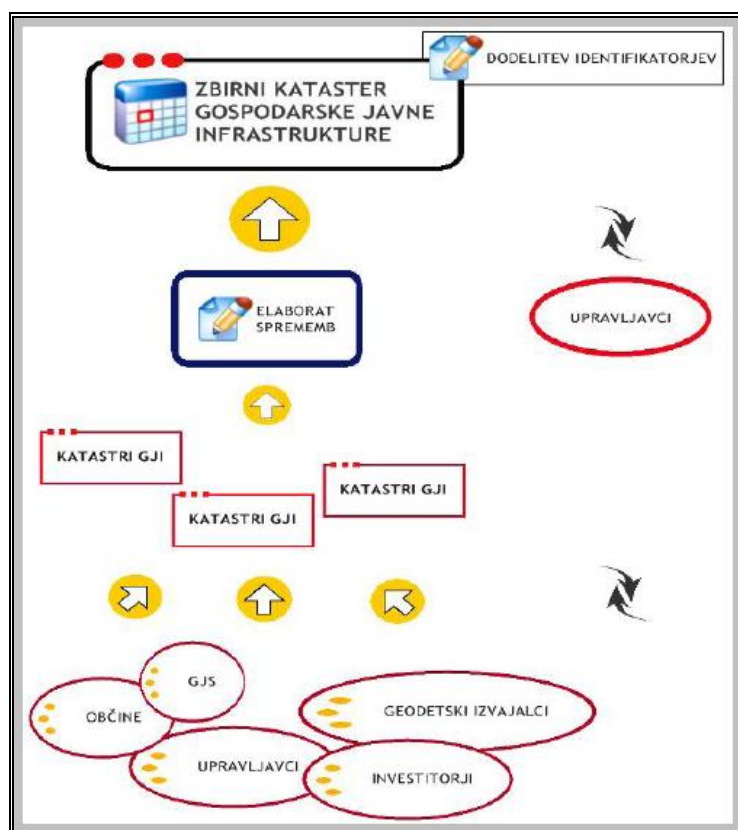 DODELITEV IDENTIFIKATORJEV
ZBIRNI KATASTER
GOSPODARSKE JAVNE
INFRASTRUKTURE
ELABORAT
SPREMEMB
UPRAVLJAVCI
KATASTRI GJI
KATASTRI GJI
KATASTRI GJI
GJS
OBČINE
GEODETSKI IZVAJALCI
UPRAVLJAVCI
INVESTITORJI